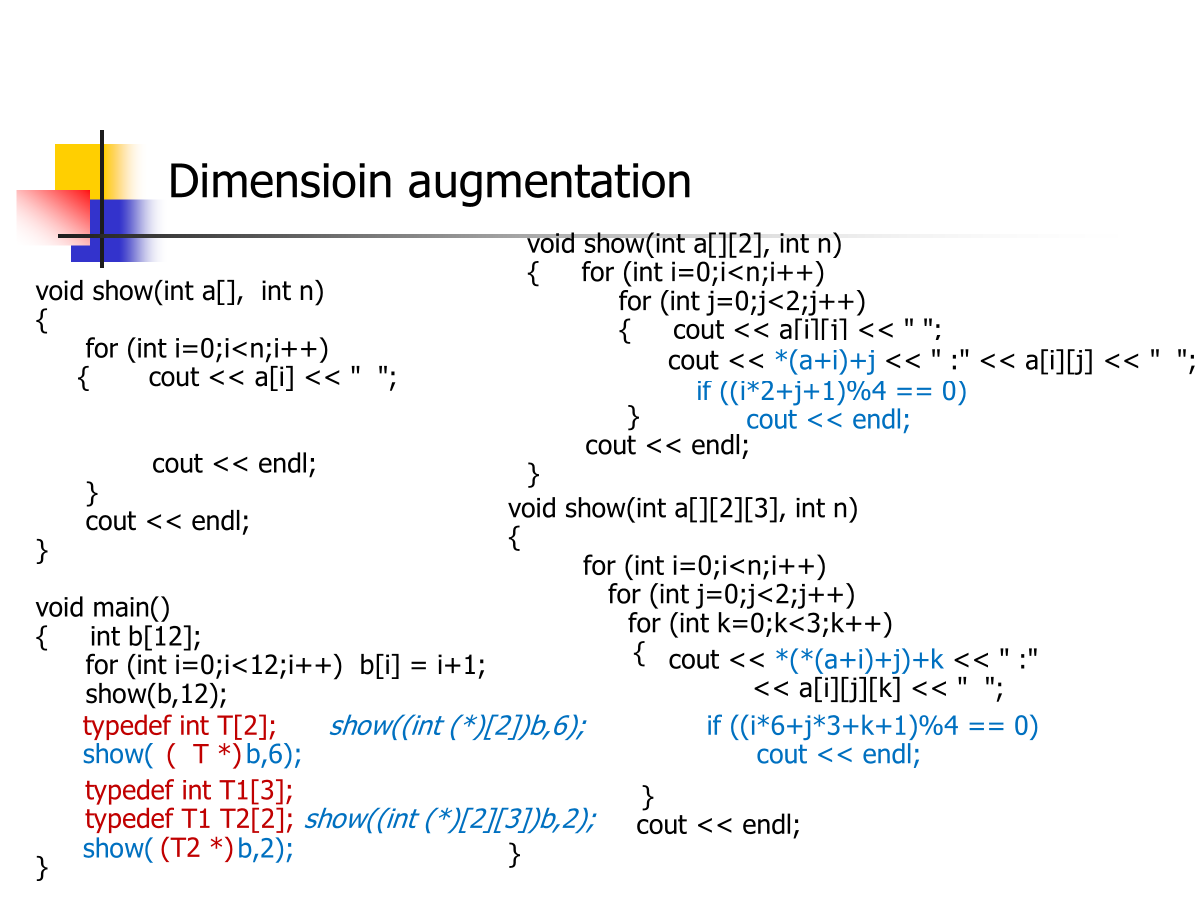 Dimensioin augmentation
void show(int a[],  int n)
{
for (int i=0;i<n;i++)
{ cout << a[i] << "  ";
cout << endl;
}
cout << endl;
}
void main()
{ int b[12];
for (int i=0;i<12;i++)  b[i] = i+1;
show(b,12);
typedef int T[2]; show((int (*)[2])b,6);
show( (  T *) b,6);
typedef int T1[3];
typedef T1 T2[2]; show((int (*)[2][3])b,2);
show( (T2 *) b,2);
}
void show(int a[][2], int n)
{ for (int i=0;i<n;i++)
for (int j=0;j<2;j++)
{ cout << a[i][j] << " ";
cout << *(a+i)+j << " :" << a[i][j] << "  ";
if ((i*2+j+1)%4 == 0)
} cout << endl;
cout << endl;
}
void show(int a[][2][3], int n)
{
for (int i=0;i<n;i++)
for (int j=0;j<2;j++)
for (int k=0;k<3;k++)
{ cout << *(*(a+i)+j)+k << " :"
<< a[i][j][k] << "  ";
if ((i*6+j*3+k+1)%4 == 0)
cout << endl;
}
cout << endl;
}